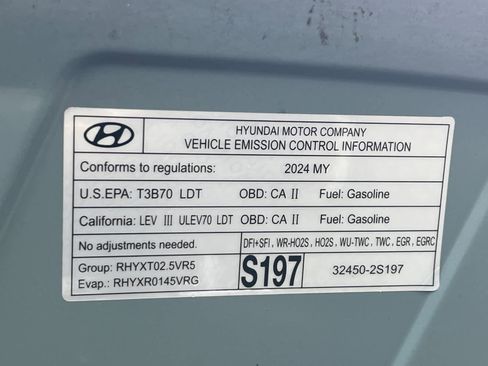 HYUNDAI MOTOR COMPANY
VEHICLE EMISSION CONTROL INFORMATION
Conforms to regulations: 2024 MY
U.S.EPA: T3B70 LDT OBD: CA II Fuel: Gasoline
California: LEV III ULEV70 LDT OBD: CA II Fuel: Gasoline
No adjustments needed. DFI+SFI, WR-HO2S, HO2S, WU-TWC, TWC, EGR, EGRC
Group: RHYXT02.5VR5
Evap.: RHYXR0145VRG
S197
32450-2S197